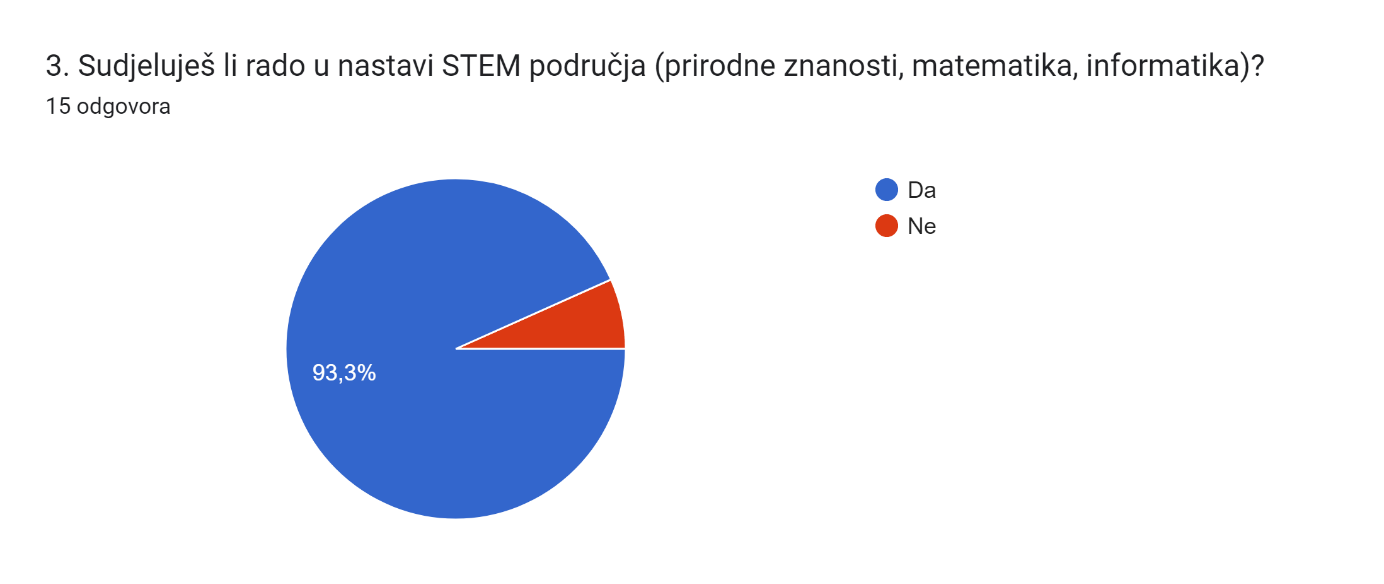 3. Sudjeluješ li rado u nastavi STEM područja (prirodne znanosti, matematika, informatika)?
15 odgovora
Da
Ne
93,3%